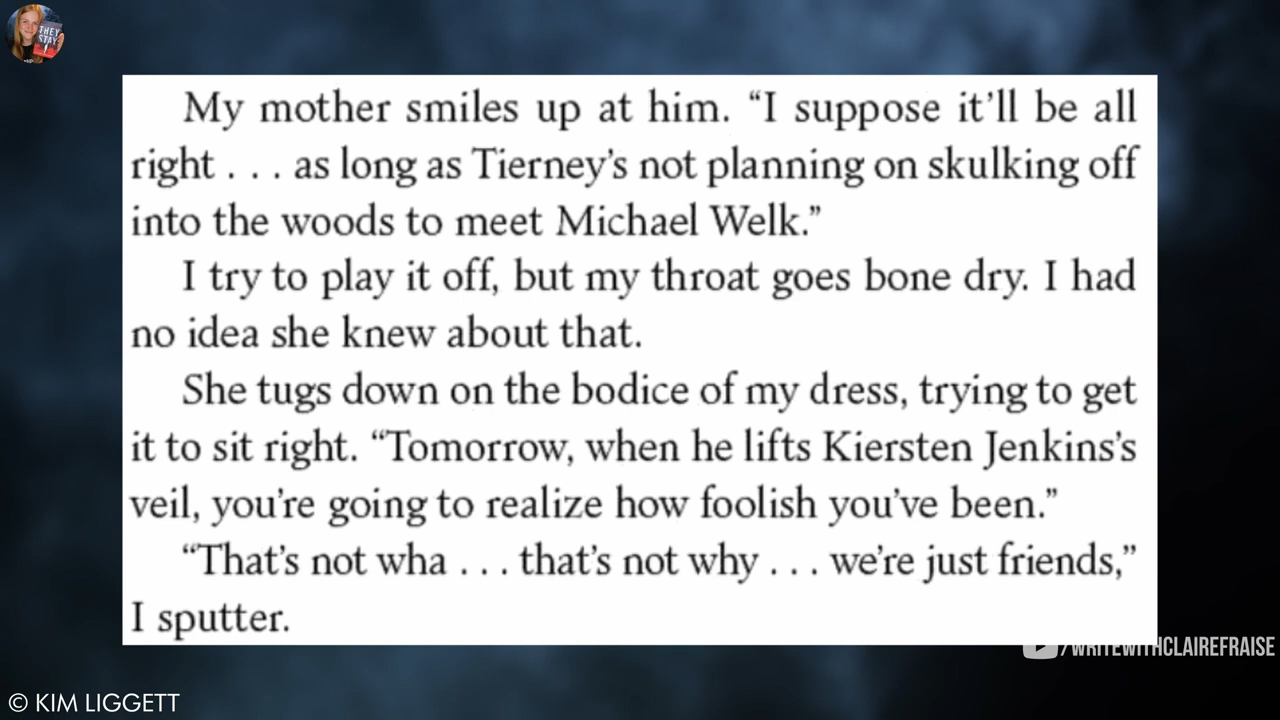 THEY
STAY
My mother smiles up at him. “I suppose it’ll be all
right . . . as long as Tierney’s not planning on skulking off
into the woods to meet Michael Welk.”
I try to play it off, but my throat goes bone dry. I had
no idea she knew about that.
She tugs down on the bodice of my dress, trying to get
it to sit right. “Tomorrow, when he lifts Kiersten Jenkins’s
veil, you’re going to realize how foolish you’ve been.”
“That’s not wha . . . that’s not why . . . we’re just friends,”
I sputter.
/WRITEWITHCLAIREFRAISE
© KIM LIGGETT